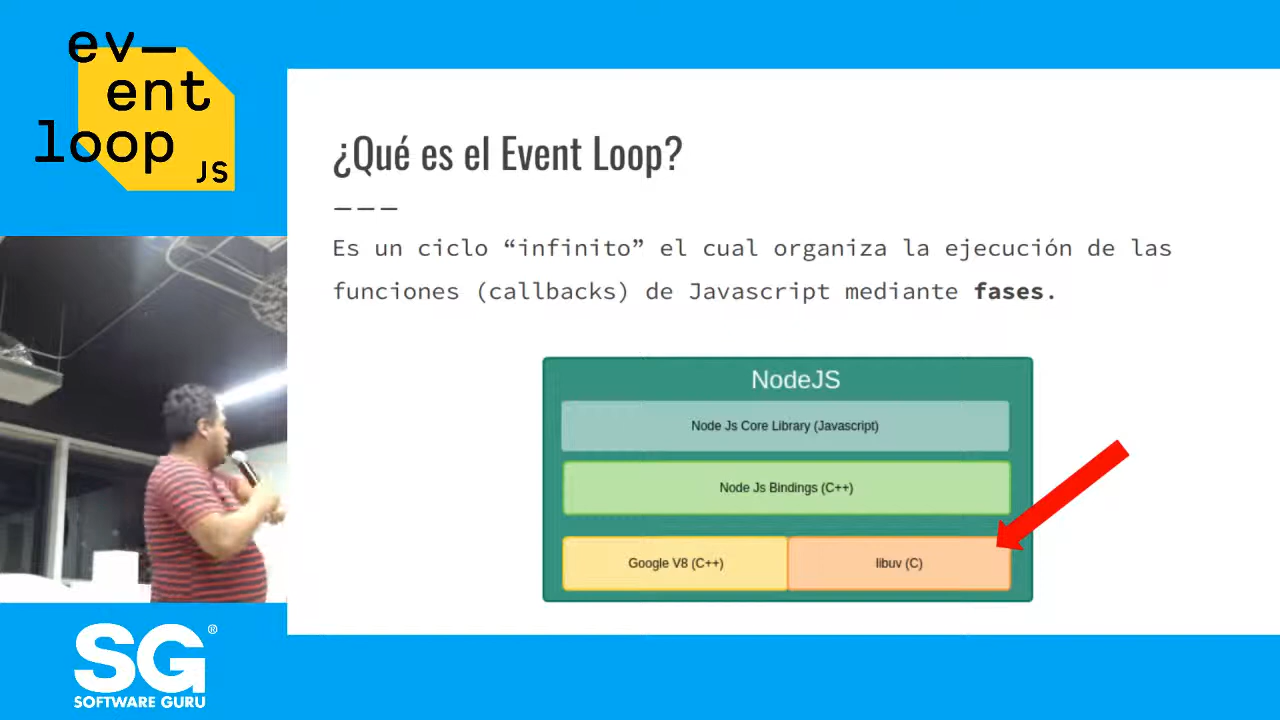 ev—
ent
loop
JS
¿Qué es el Event Loop?
Es un ciclo “infinito” el cual organiza la ejecución de las
funciones (callbacks) de Javascript mediante fases.
NodeJS
Node Js Core Library (Javascript)
Node Js Bindings (C++)
Google V8 (C++)
libuv (C)
SG®
SOFTWARE GURU